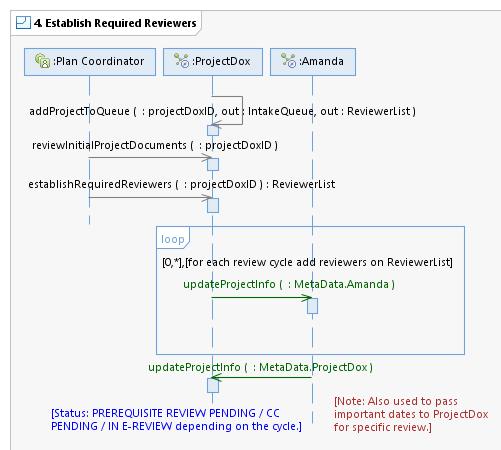 4. Establish Required Reviewers
:Plan Coordinator
:ProjectDox
:Amanda
addProjectToQueue ( : projectDoxID, out : IntakeQueue, out : ReviewerList )
reviewInitialProjectDocuments ( : projectDoxID )
establishRequiredReviewers ( : projectDoxID ) : ReviewerList
loop
[0,*],[for each review cycle add reviewers on ReviewerList]
updateProjectInfo ( : MetaData.Amanda )
updateProjectInfo ( : MetaData.ProjectDox )
[Status: PREREQUISITE REVIEW PENDING / CC
PENDING / IN E-REVIEW depending on the cycle.]
[Note: Also used to pass
important dates to ProjectDox
for specific review.]